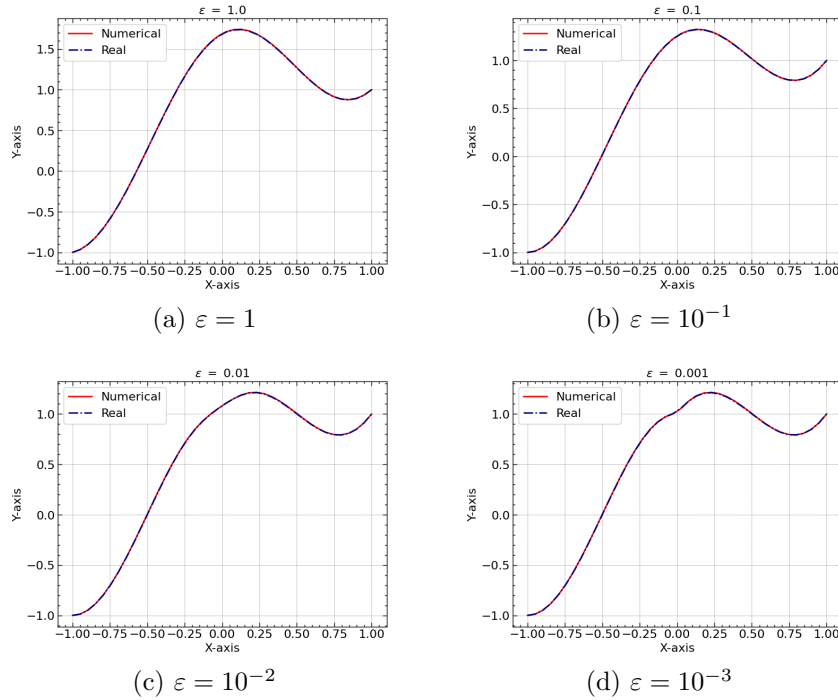 ε = 1.0
Numerical
Real
1.5
1.0
0.5
0.0
−0.5
−1.0
Y-axis
−1.00 −0.75 −0.50 −0.25 0.00 0.25 0.50 0.75 1.00
X-axis
(a) ε = 1
ε = 0.1
Numerical
Real
1.0
0.5
0.0
−0.5
−1.0
Y-axis
−1.00 −0.75 −0.50 −0.25 0.00 0.25 0.50 0.75 1.00
X-axis
(b) ε = 10⁻¹
ε = 0.01
Numerical
Real
1.0
0.5
0.0
−0.5
−1.0
Y-axis
−1.00 −0.75 −0.50 −0.25 0.00 0.25 0.50 0.75 1.00
X-axis
(c) ε = 10⁻²
ε = 0.001
Numerical
Real
1.0
0.5
0.0
−0.5
−1.0
Y-axis
−1.00 −0.75 −0.50 −0.25 0.00 0.25 0.50 0.75 1.00
X-axis
(d) ε = 10⁻³